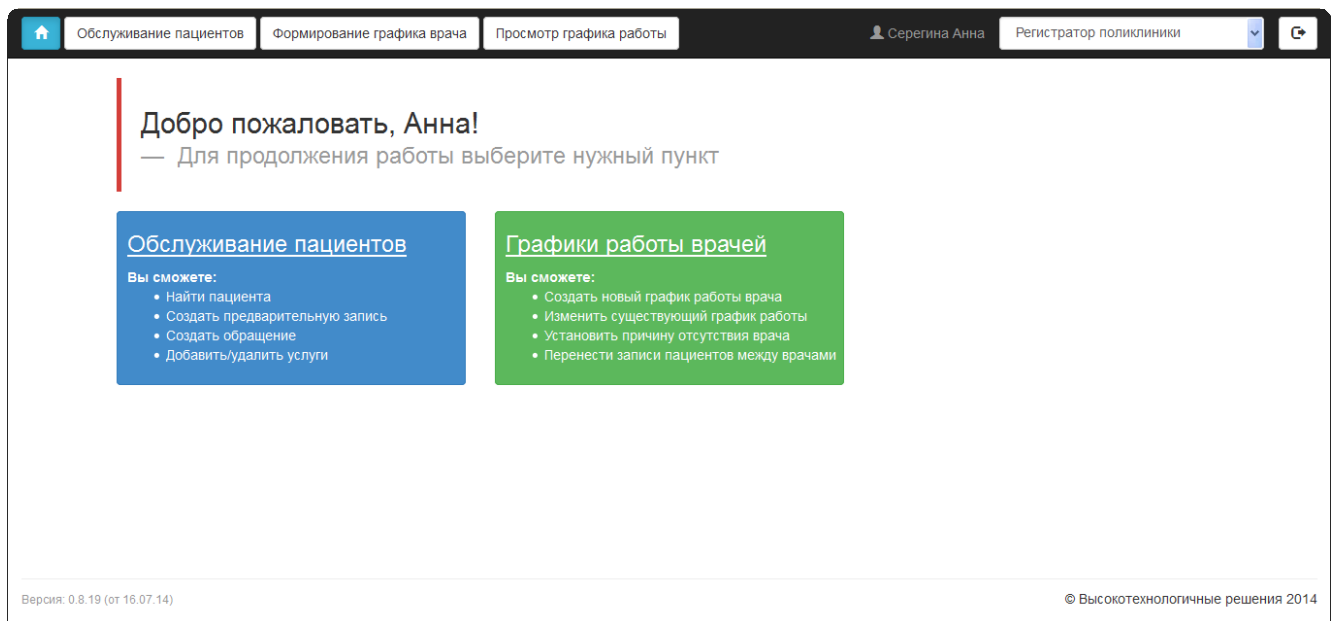 Обслуживание пациентов Формирование графика врача Просмотр графика работы Серегина Анна Регистратор поликлиники
Добро пожаловать, Анна!
— Для продолжения работы выберите нужный пункт
Обслуживание пациентов
Вы сможете:
• Найти пациента
• Создать предварительную запись
• Создать обращение
• Добавить/удалить услуги
Графики работы врачей
Вы сможете:
• Создать новый график работы врача
• Изменить существующий график работы
• Установить причину отсутствия врача
• Перенести записи пациентов между врачами
Версия: 0.8.19 (от 16.07.14) © Высокотехнологичные решения 2014